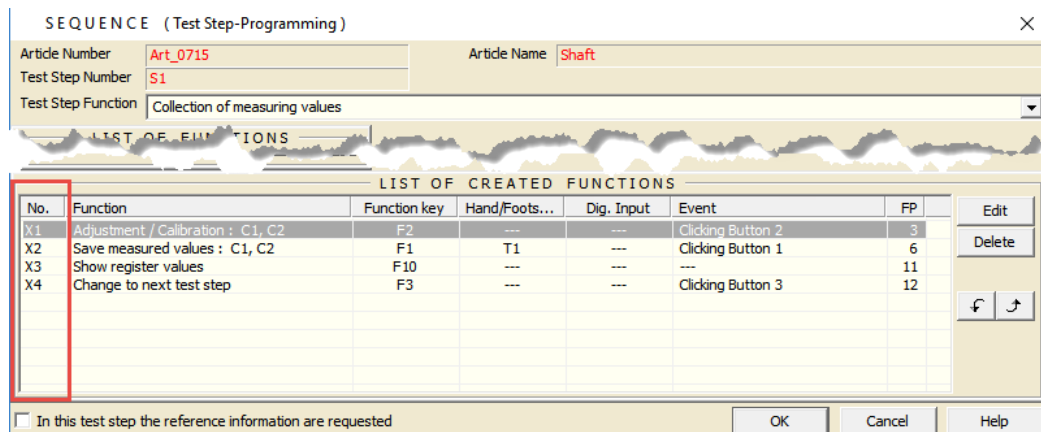 SEQUENCE (Test Step-Programming)
Article Number Art_0715 Article Name Shaft
Test Step Number S1
Test Step Function Collection of measuring values
LIST OF FUNCTIONS
LIST OF CREATED FUNCTIONS
No. Function Function key Hand/Foots... Dig. Input Event FP Edit
X1 Adjustment / Calibration : C1, C2 F2 --- --- Clicking Button 2 3
X2 Save measured values : C1, C2 F1 T1 --- Clicking Button 1 6 Delete
X3 Show register values F10 --- --- --- 11
X4 Change to next test step F3 --- --- Clicking Button 3 12
In this test step the reference information are requested OK Cancel Help